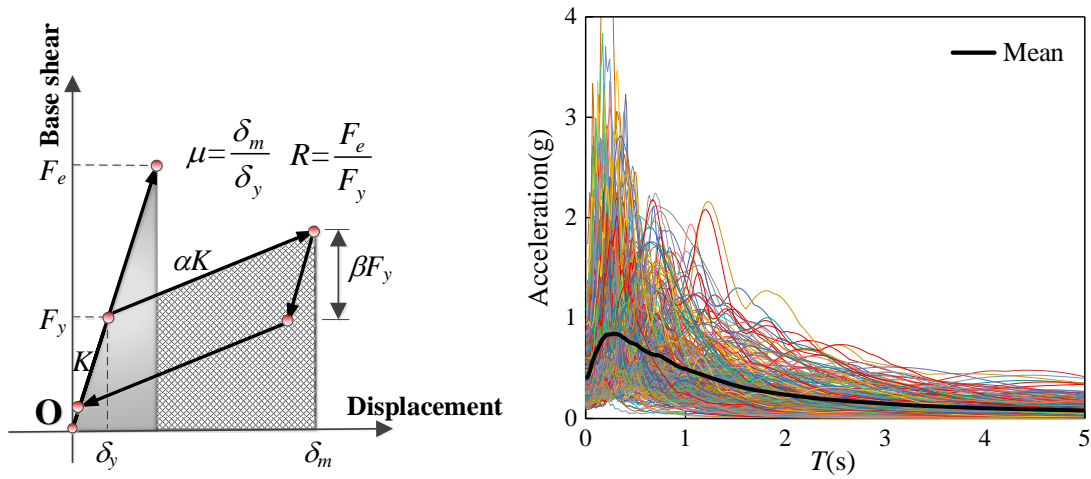 Base shear
F_e
μ=δ_m/δ_y R=F_e/F_y
αK
βF_y
F_y
K
O
Displacement
δ_y δ_m
4
Mean
3
2
1
0
Acceleration(g)
0 1 2 3 4 5
T(s)